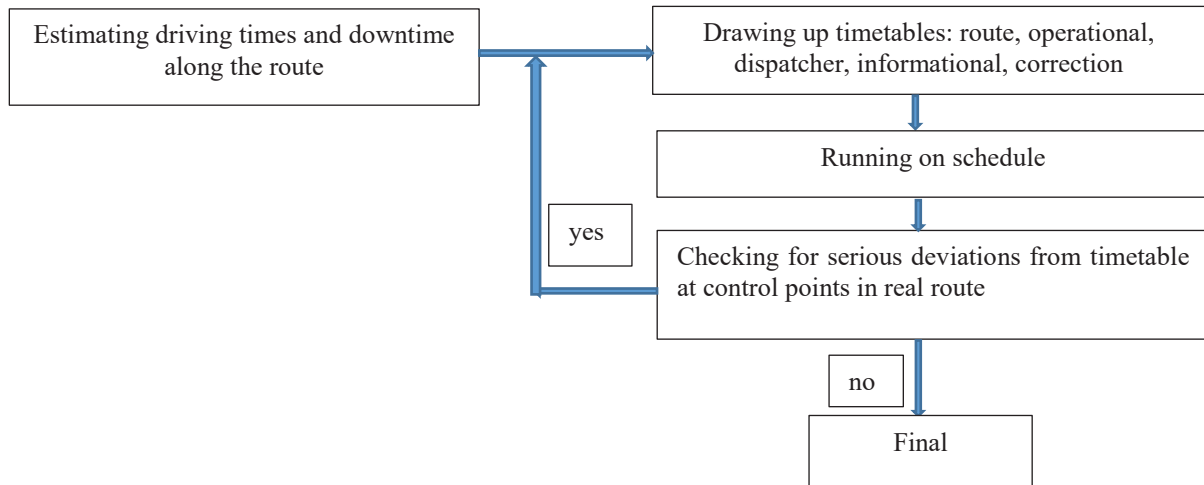 Estimating driving times and downtime
along the route
Drawing up timetables: route, operational,
dispatcher, informational, correction
Running on schedule
yes
Checking for serious deviations from timetable
at control points in real route
no
Final